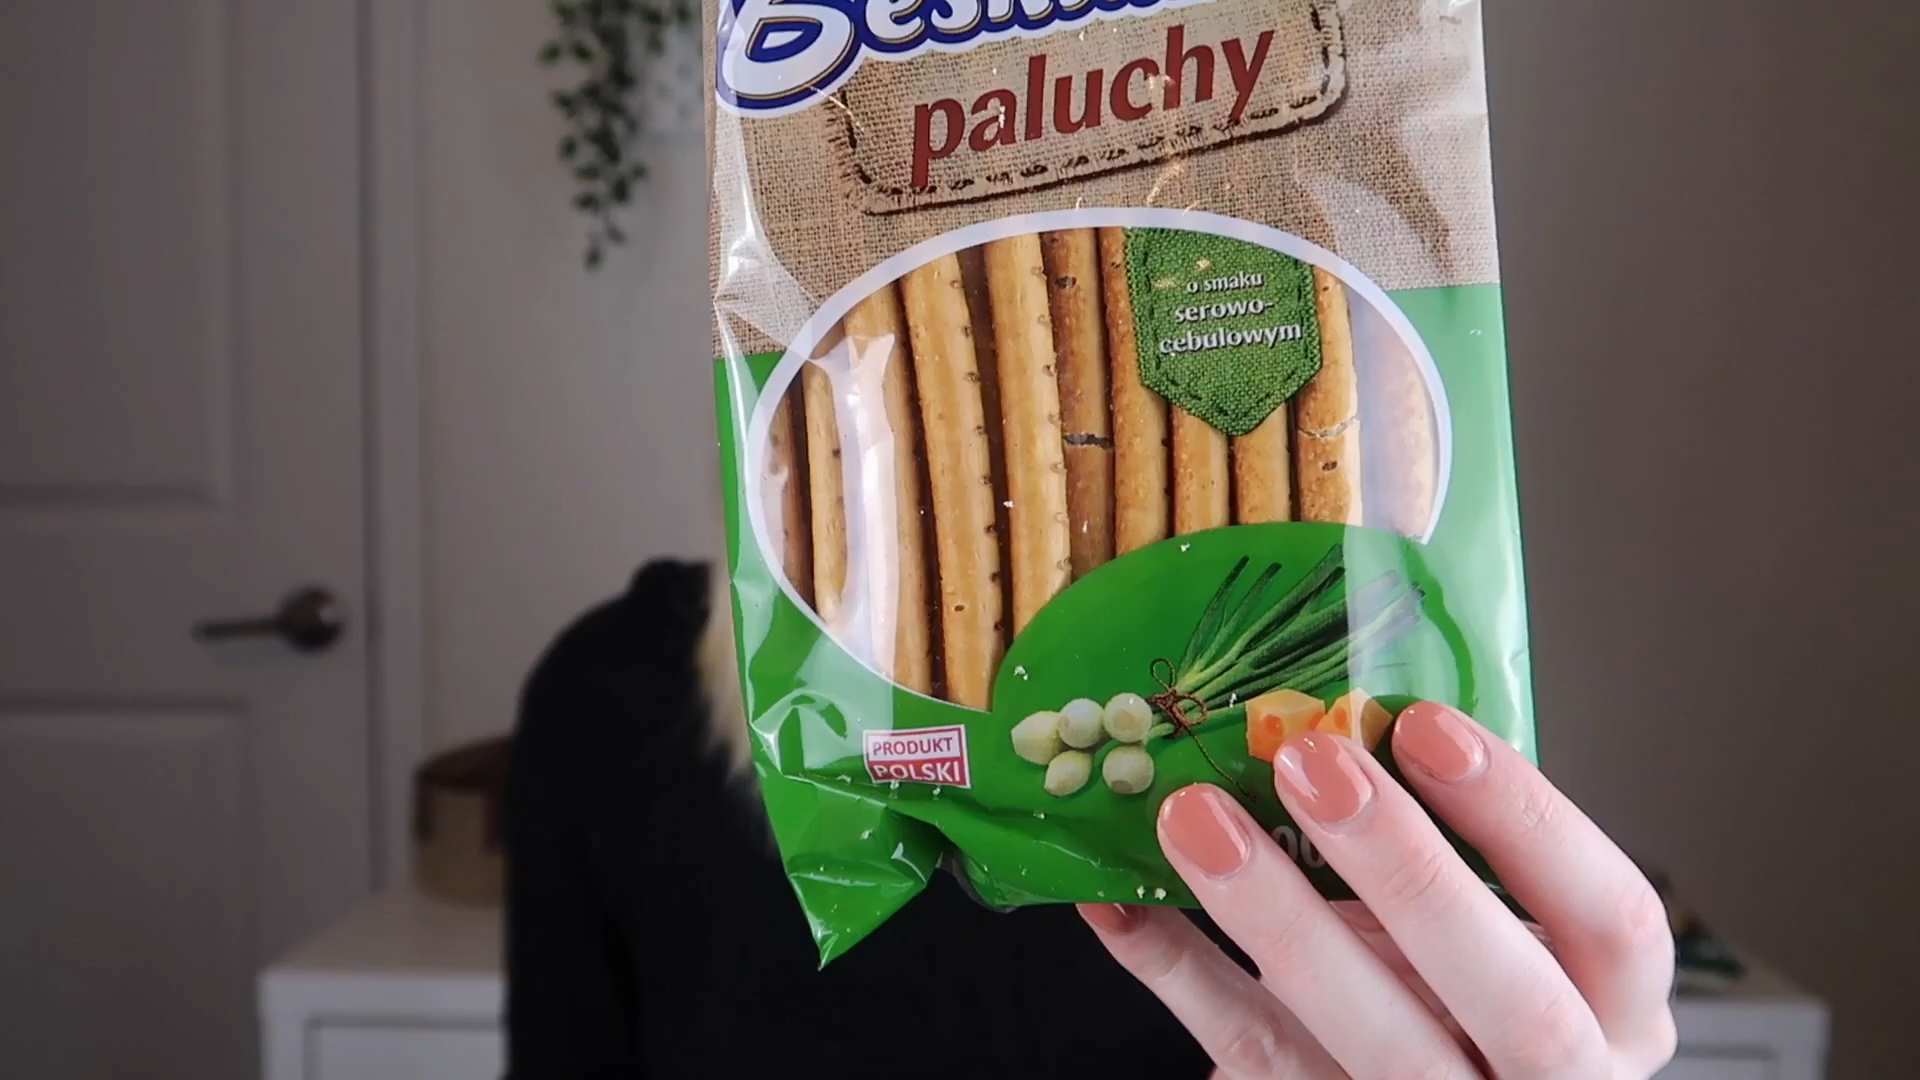 paluchy
o smaku
serowo-
cebulowym
PRODUKT
POLSKI